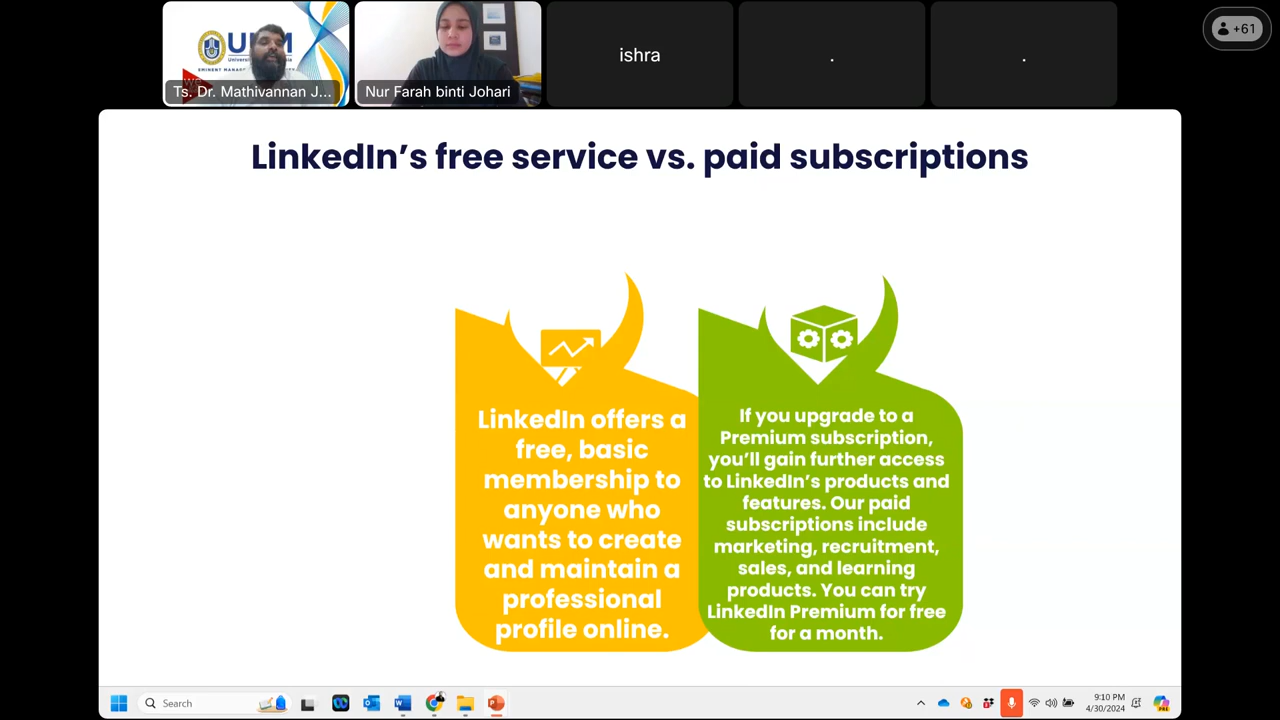 Ts. Dr. Mathivannan J...
Nur Farah binti Johari
ishra
.
.
+61
LinkedIn’s free service vs. paid subscriptions
LinkedIn offers a
free, basic
membership to
anyone who
wants to create
and maintain a
professional
profile online.
If you upgrade to a
Premium subscription,
you’ll gain further access
to LinkedIn’s products and
features. Our paid
subscriptions include
marketing, recruitment,
sales, and learning
products. You can try
LinkedIn Premium for free
for a month.
Search
9:10 PM
4/30/2024